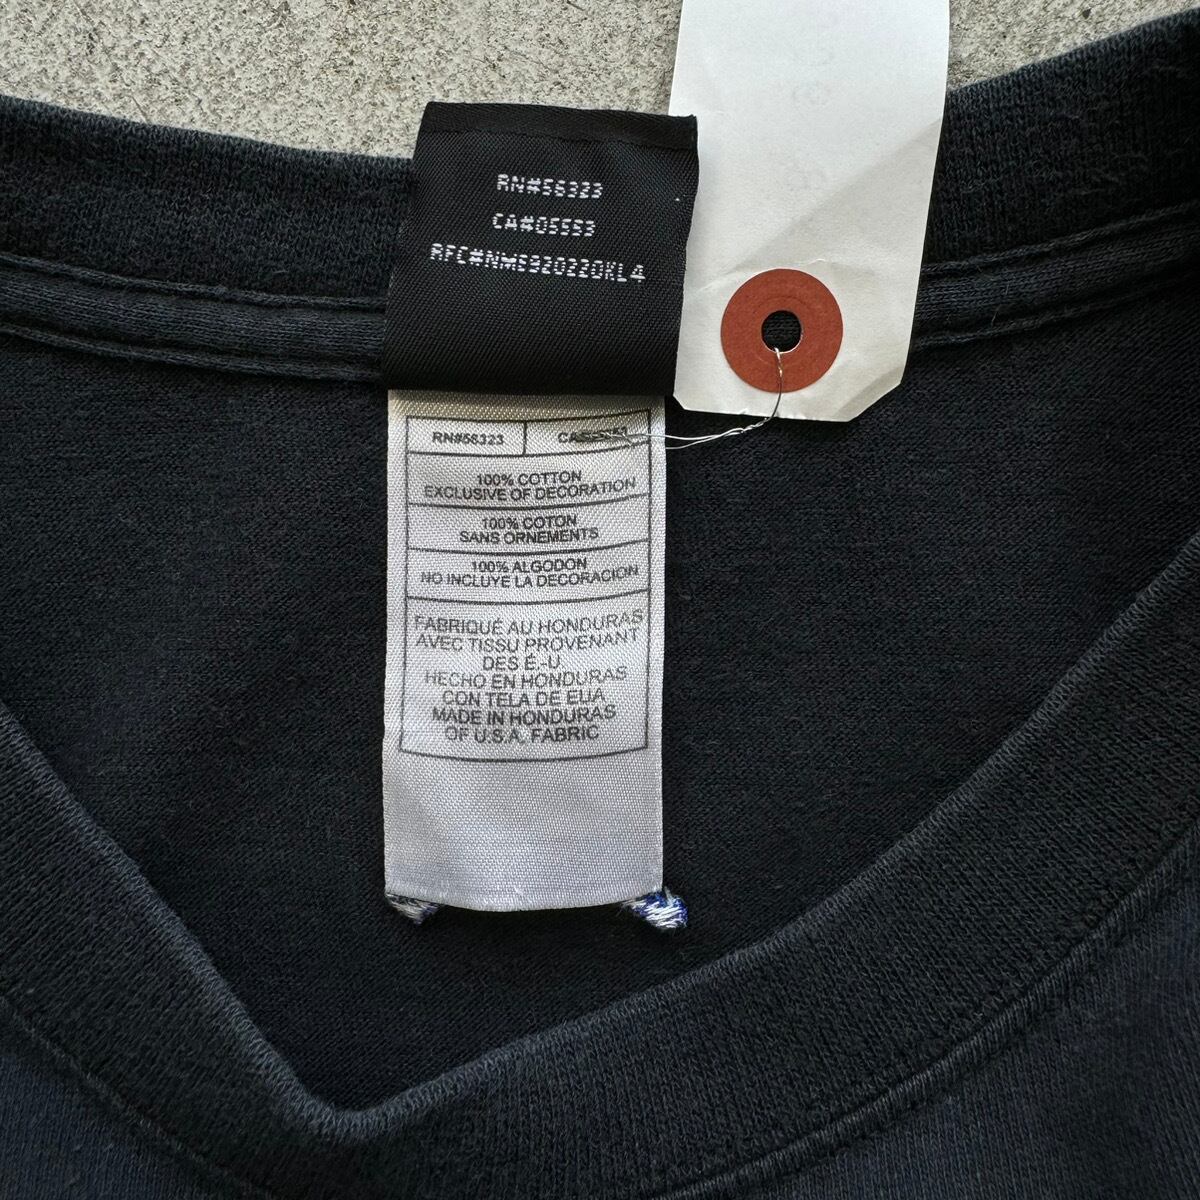 RN#56323
CA#05553
RFC#NME920220KL4
RN#56323
100% COTTON
EXCLUSIVE OF DECORATION
100% COTON
SANS ORNEMENTS
100% ALGODON
NO INCLUYE LA DECORACION
FABRIQUÉ AU HONDURAS
AVEC TISSU PROVENANT
DES É.-U.
HECHO EN HONDURAS
CON TELA DE EUA
MADE IN HONDURAS
OF U.S.A. FABRIC